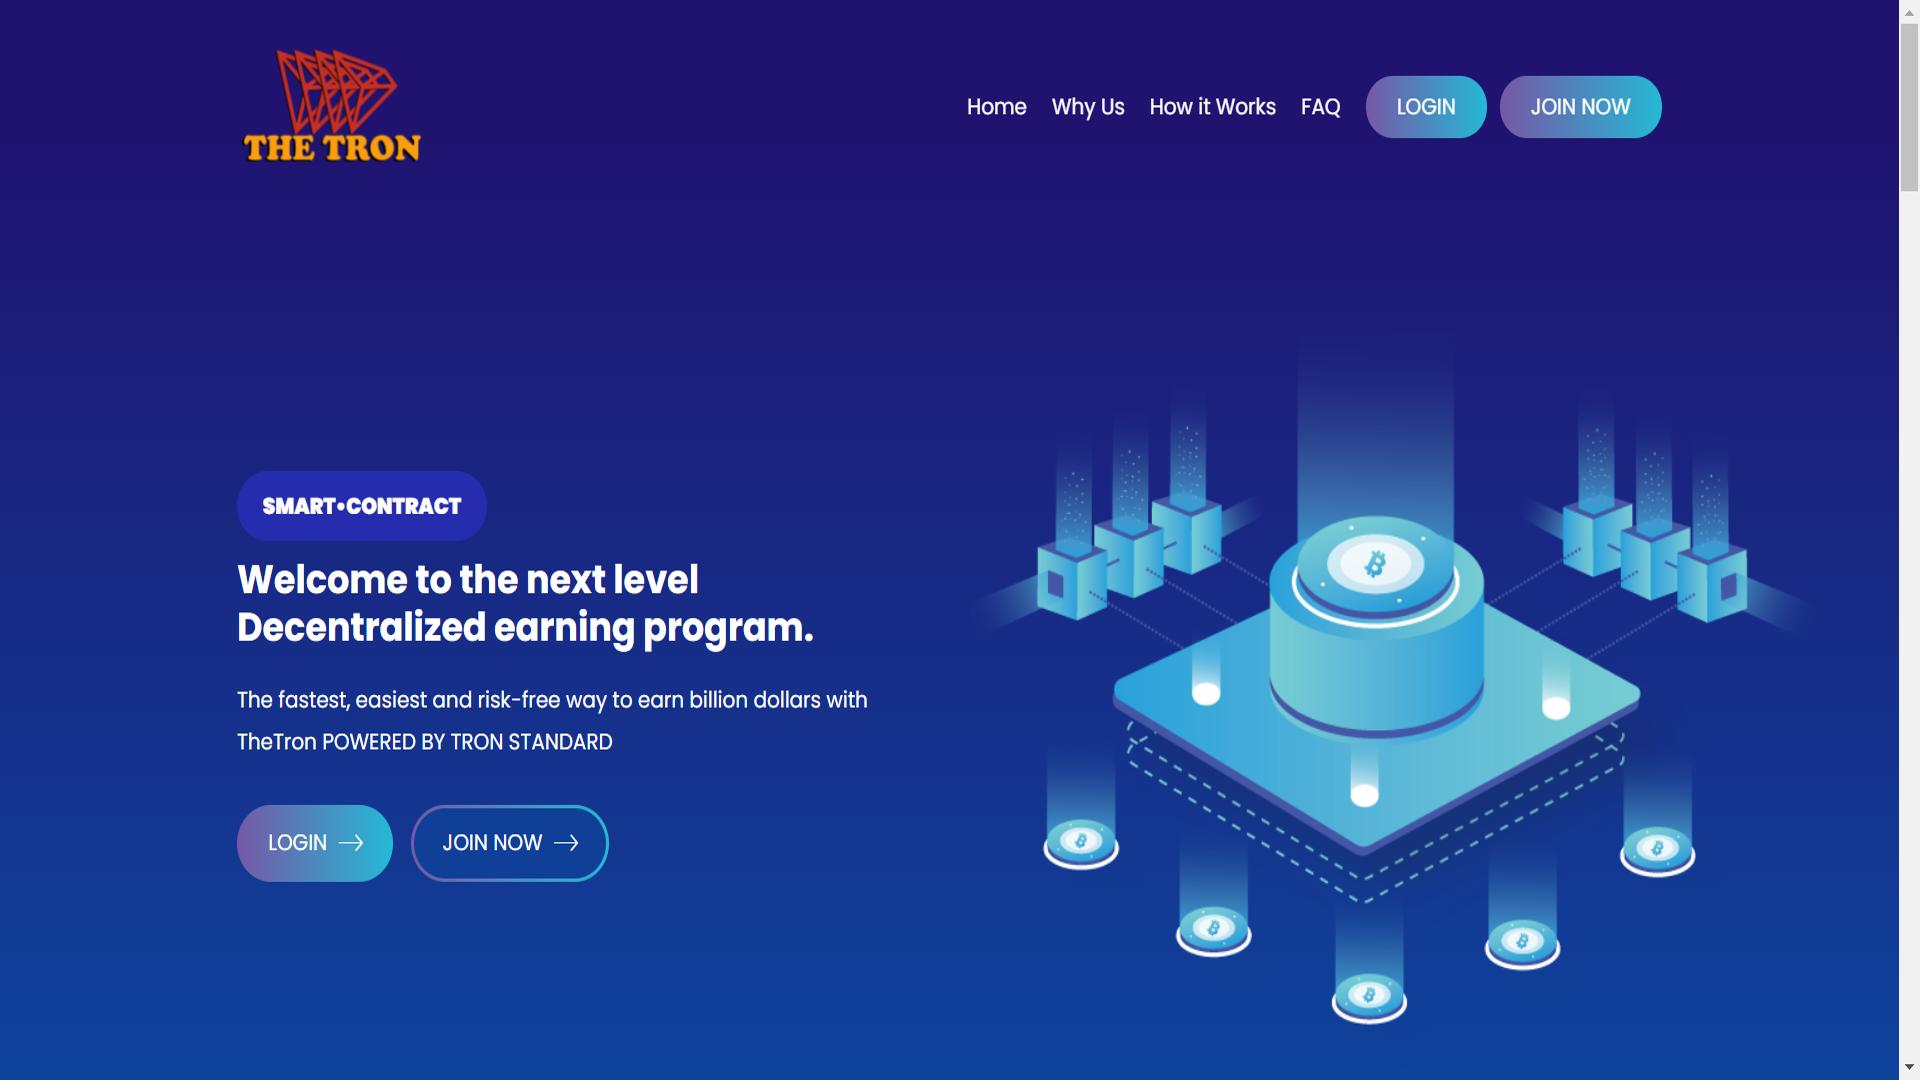 THE TRON
Home Why Us How it Works FAQ LOGIN JOIN NOW
SMART•CONTRACT
Welcome to the next level
Decentralized earning program.
The fastest, easiest and risk-free way to earn billion dollars with
TheTron POWERED BY TRON STANDARD
LOGIN JOIN NOW